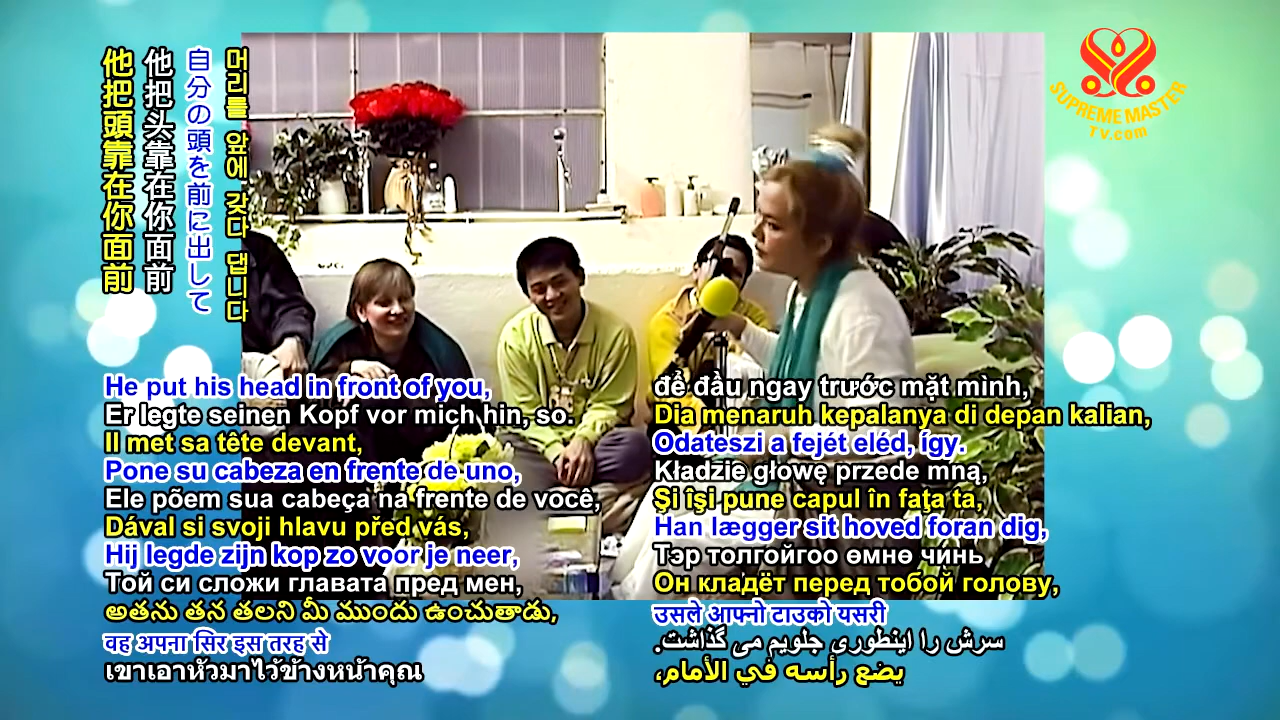 他把頭靠在你面前
他把头靠在你面前
自分の頭を前に出して
머리를 앞에 갖다 댑니다
SUPREME MASTER
TV.com
He put his head in front of you,
Er legte seinen Kopf vor mich hin, so.
Il met sa tête devant,
Pone su cabeza en frente de uno,
Ele põem sua cabeça na frente de você,
Dával si svoji hlavu před vás,
Hij legde zijn kop zo voor je neer,
Той си сложи главата пред мен,
అతను తన తలని మీ ముందు ఉంచుతాడు,
वह अपना सिर इस तरह से
เขาเอาหัวมาไว้ข้างหน้าคุณ
để đầu ngay trước mặt mình,
Dia menaruh kepalanya di depan kalian,
Odateszi a fejét eléd, így.
Kładzie głowę przede mną,
Şi îşi pune capul în faţa tá,
Han lægger sit hoved foran dig,
Тэр толгойгоо өмнө чинь
Он кладёт перед тобой голову,
उसले आफ्नो टाउको यसरी
سرش را اینطوری جلویم می گذاشت.
يضع رأسه في الأمام،